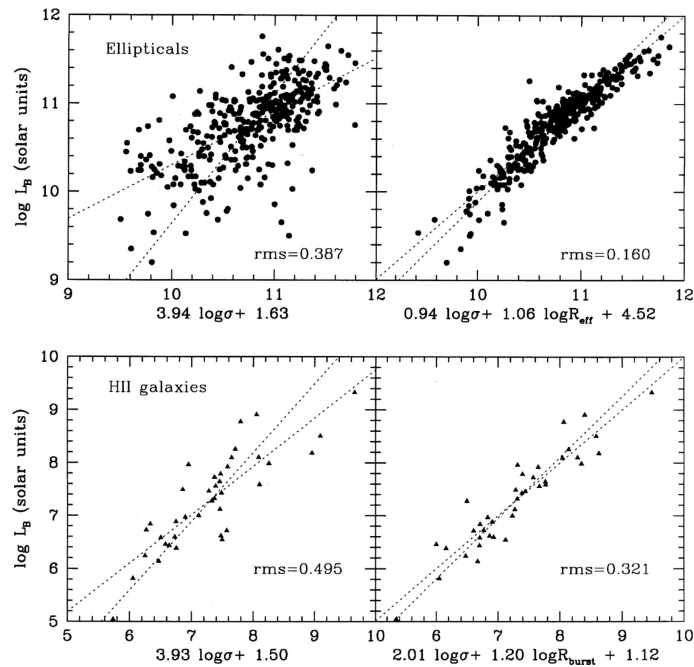 12
Ellipticals
11
log L_B (solar units)
10
rms=0.387
rms=0.160
9
9 10 11 12 10 11 12
3.94 logσ+ 1.63 0.94 logσ+ 1.06 logR_eff + 4.52
10
HII galaxies
9
8
log L_B (solar units)
7
6
rms=0.495
rms=0.321
5
5 6 7 8 9 10 6 7 8 9 10
3.93 logσ+ 1.50 2.01 logσ+ 1.20 logR_burst + 1.12